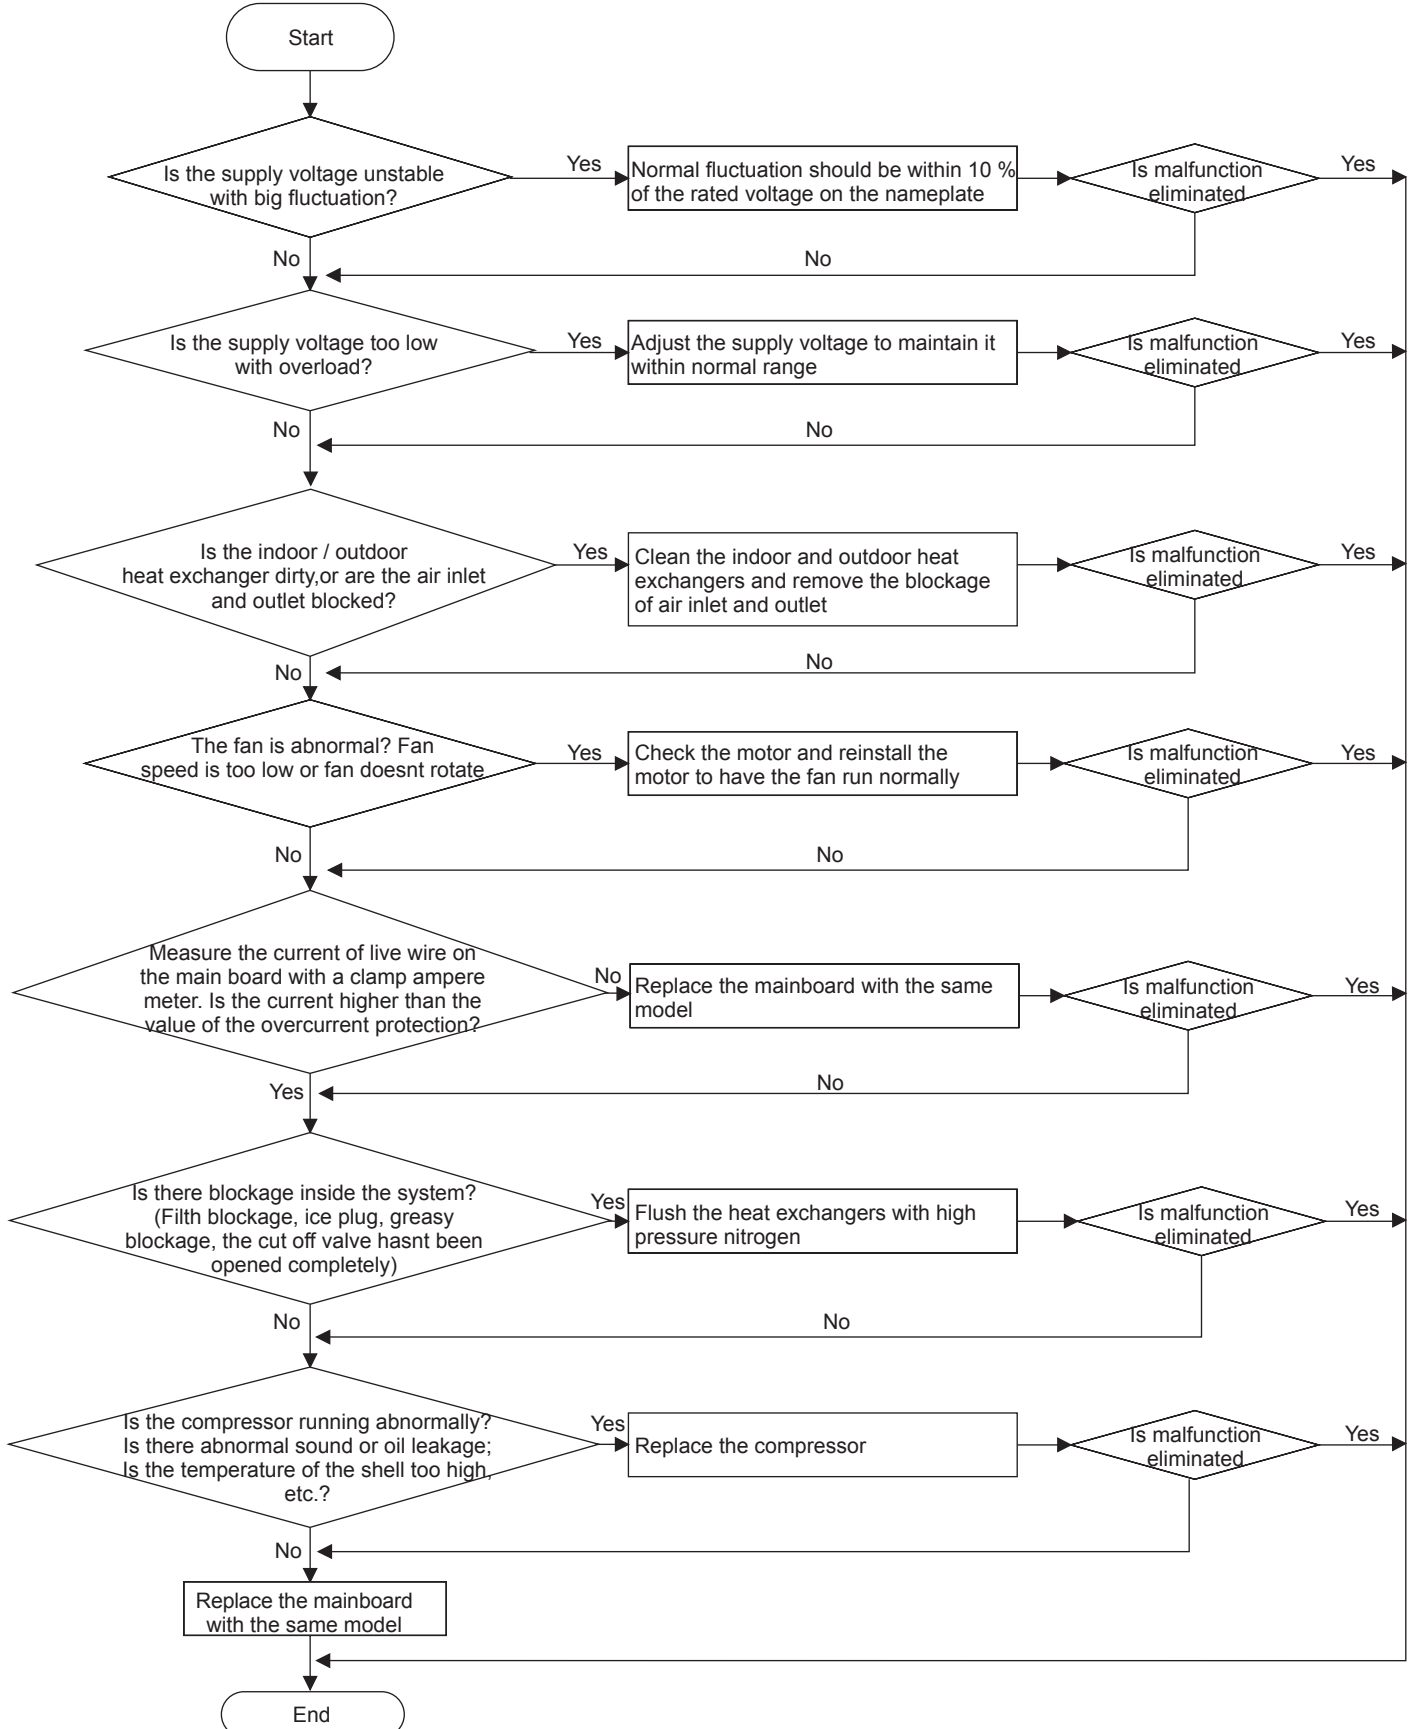 Start
Is the supply voltage unstable
with big fluctuation?
Yes
Normal fluctuation should be within 10 %
of the rated voltage on the nameplate
Is malfunction
eliminated
Yes
No
No
Is the supply voltage too low
with overload?
Yes
Adjust the supply voltage to maintain it
within normal range
Is malfunction
eliminated
Yes
No
No
Is the indoor / outdoor
heat exchanger dirty,or are the air inlet
and outlet blocked?
Yes
Clean the indoor and outdoor heat
exchangers and remove the blockage
of air inlet and outlet
Is malfunction
eliminated
Yes
No
No
The fan is abnormal? Fan
speed is too low or fan doesnt rotate
Yes
Check the motor and reinstall the
motor to have the fan run normally
Is malfunction
eliminated
Yes
No
No
Measure the current of live wire on
the main board with a clamp ampere
meter. Is the current higher than the
value of the overcurrent protection?
No
Replace the mainboard with the same
model
Is malfunction
eliminated
Yes
Yes
No
Is there blockage inside the system?
(Filth blockage, ice plug, greasy
blockage, the cut off valve hasnt been
opened completely)
Yes
Flush the heat exchangers with high
pressure nitrogen
Is malfunction
eliminated
Yes
No
No
Is the compressor running abnormally?
Is there abnormal sound or oil leakage;
Is the temperature of the shell too high,
etc.?
Yes
Replace the compressor
Is malfunction
eliminated
Yes
No
Replace the mainboard
with the same model
End